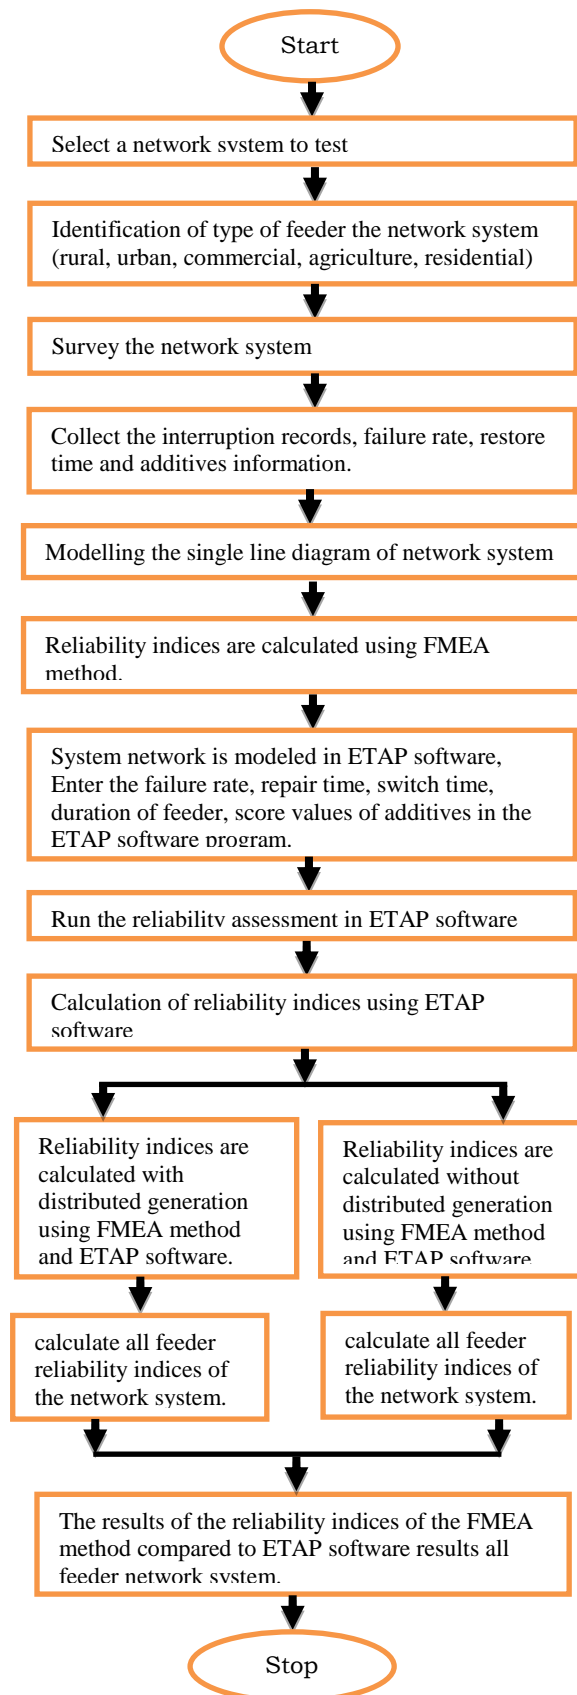 Start
Select a network system to test
Identification of type of feeder the network system
(rural, urban, commercial, agriculture, residential)
Survey the network system
Collect the interruption records, failure rate, restore
time and additives information.
Modelling the single line diagram of network system
Reliability indices are calculated using FMEA
method.
System network is modeled in ETAP software,
Enter the failure rate, repair time, switch time,
duration of feeder, score values of additives in the
ETAP software program.
Run the reliability assessment in ETAP software
Calculation of reliability indices using ETAP
software
Reliability indices are
calculated with
distributed generation
using FMEA method
and ETAP software.
Reliability indices are
calculated without
distributed generation
using FMEA method
and ETAP software
calculate all feeder
reliability indices of
the network system.
calculate all feeder
reliability indices of
the network system.
The results of the reliability indices of the FMEA
method compared to ETAP software results all
feeder network system.
Stop